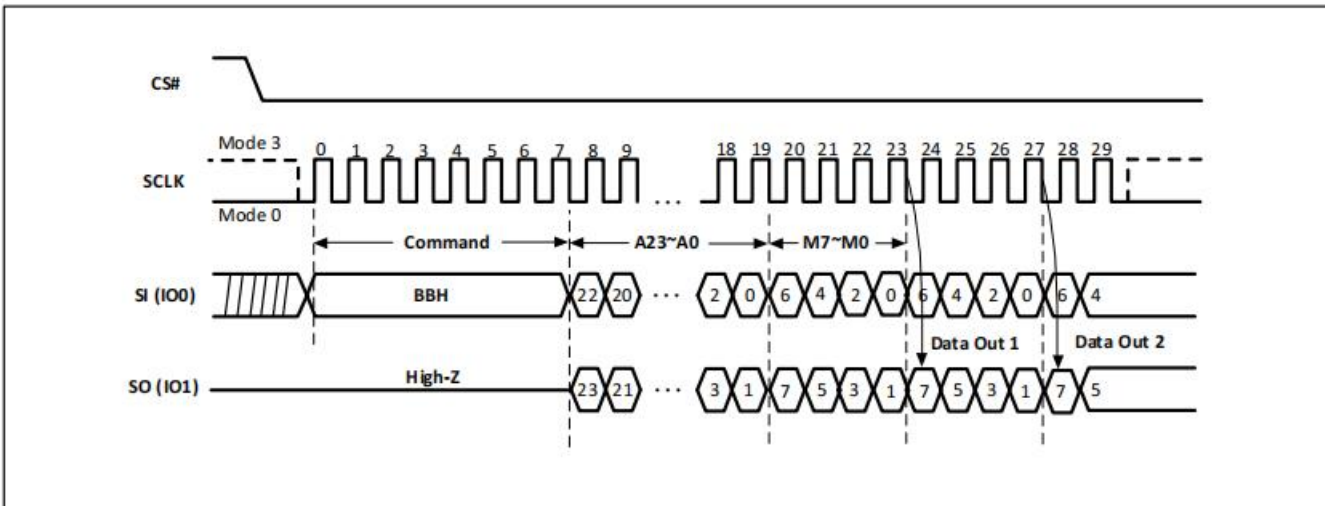 CS#
Mode 3
0 1 2 3 4 5 6 7 8 9 18 19 20 21 22 23 24 25 26 27 28 29
SCLK
...
Mode 0
Command A23~A0 M7~M0
SI (IO0) BBH 22 20 ... 2 0 6 4 2 0 6 4 2 0 6 4
Data Out 1 Data Out 2
SO (IO1) High-Z 23 21 ... 3 1 7 5 3 1 7 5 3 1 7 5